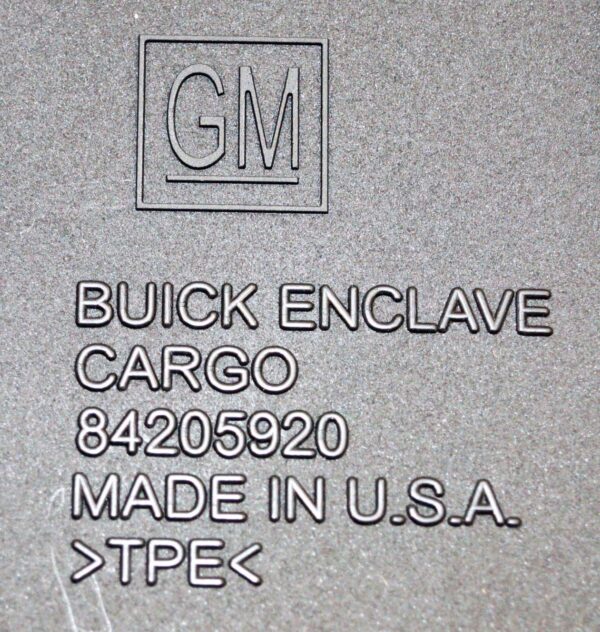 GM
BUICK ENCLAVE
CARGO
84205920
MADE IN U.S.A.
>TPE<